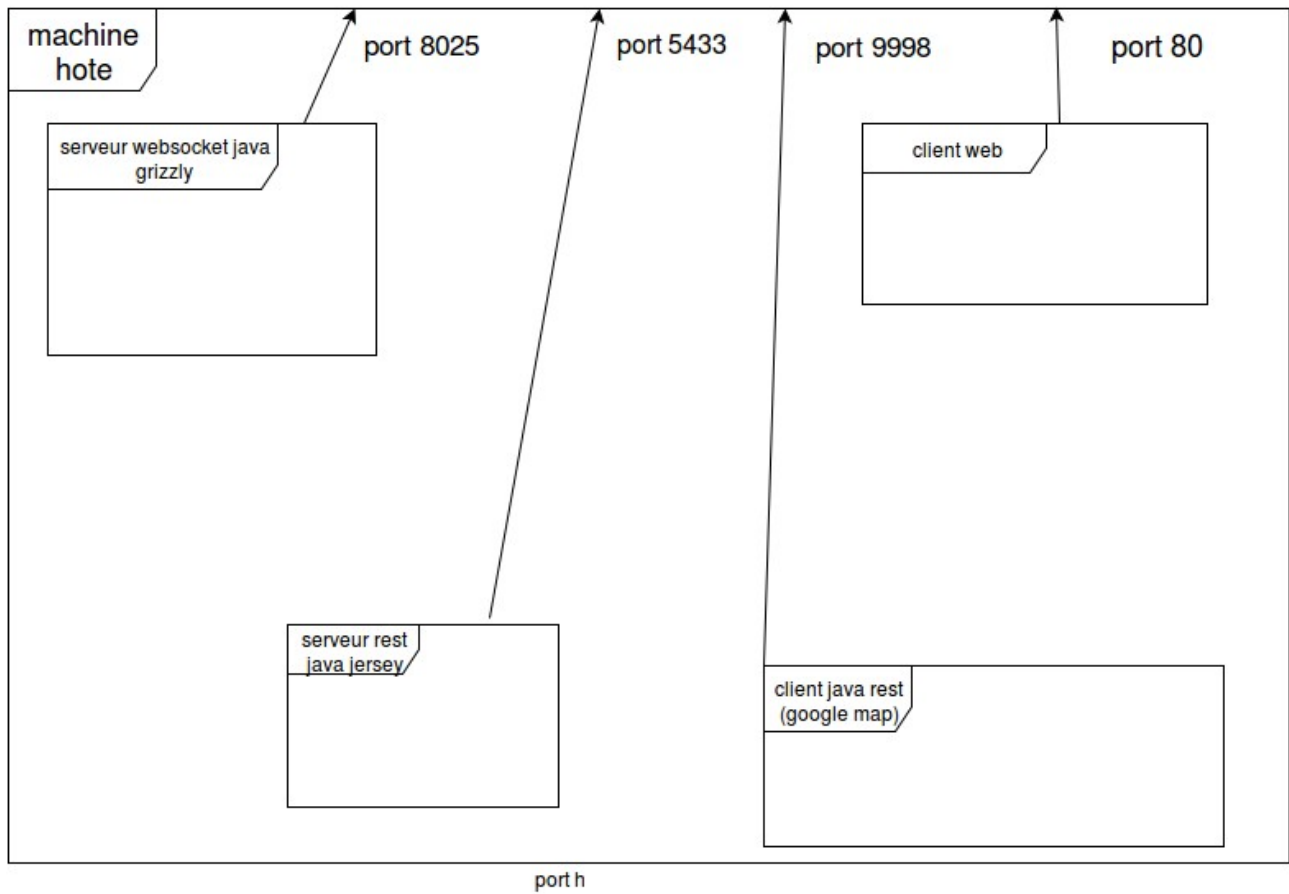 machine
hote
port 8025
port 5433
port 9998
port 80
serveur websocket java
grizzly
client web
serveur rest
java jersey
client java rest
(google map)
port h